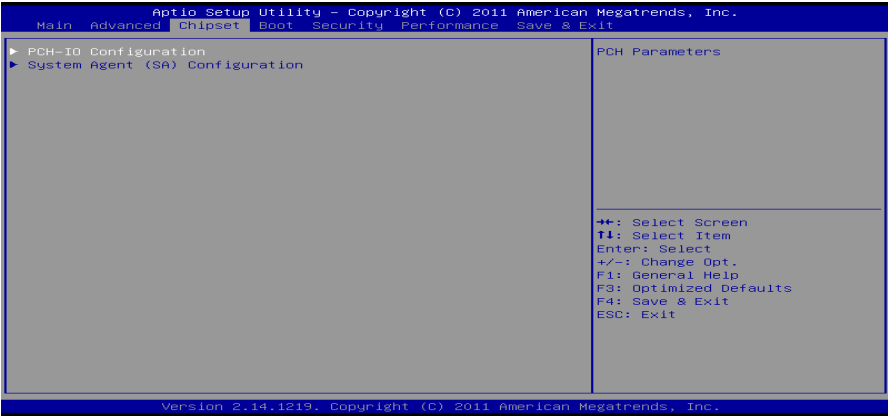 Aptio Setup Utility – Copyright (C) 2011 American Megatrends, Inc.
Main Advanced Chipset Boot Security Performance Save & Exit
► PCH-IO Configuration
► System Agent (SA) Configuration
PCH Parameters
→←: Select Screen
↑↓: Select Item
Enter: Select
+/-: Change Opt.
F1: General Help
F3: Optimized Defaults
F4: Save & Exit
ESC: Exit
Version 2.14.1219. Copyright (C) 2011 American Megatrends, Inc.